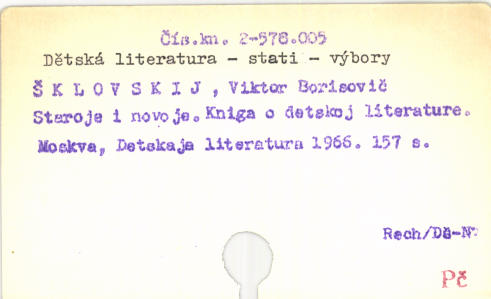 Čís.kn. 2-578.005
Dětská literatura - stati - výbory
Š K L O V S K I J , Viktor Borisovič
Staroje i novoje. Kniga o detskoj literature.
Moskva, Detskaja literatura 1966. 157 s.
Rech/Dě-N
Pč